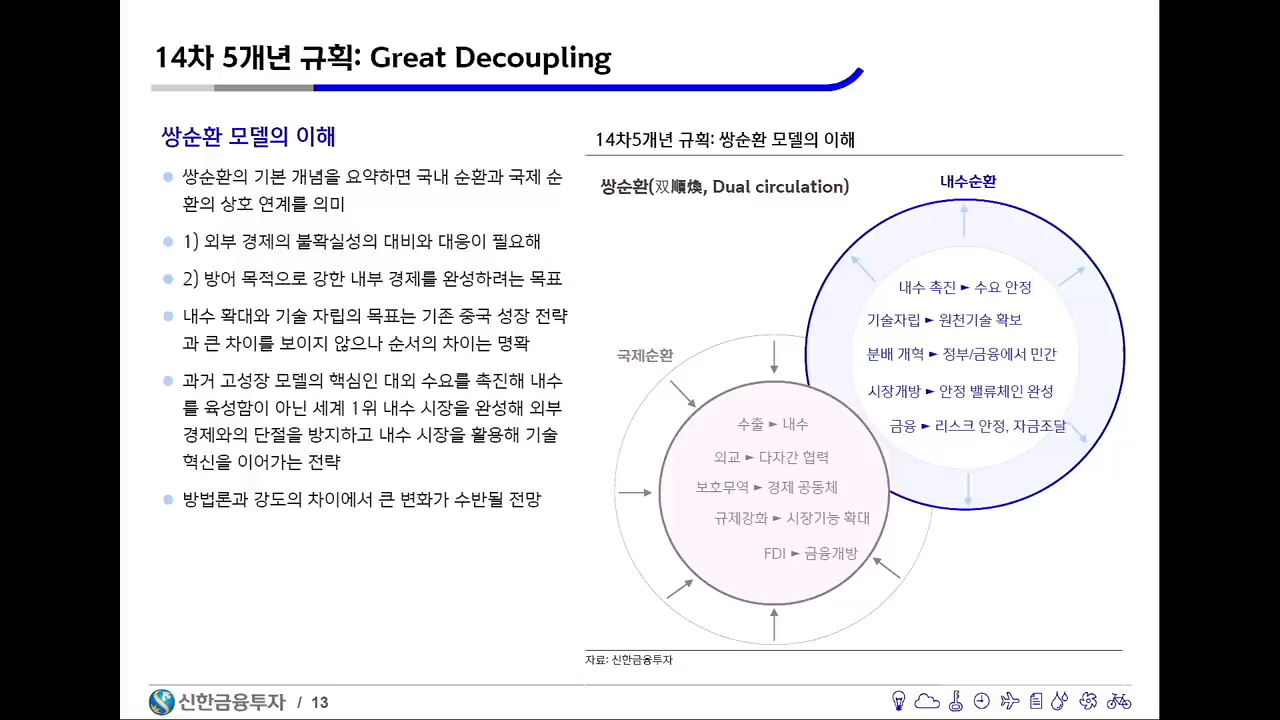 14차 5개년 규획: Great Decoupling
쌍순환 모델의 이해
쌍순환의 기본 개념을 요약하면 국내 순환과 국제 순
환의 상호 연계를 의미
1) 외부 경제의 불확실성의 대비와 대응이 필요해
2) 방어 목적으로 강한 내부 경제를 완성하려는 목표
내수 확대와 기술 자립의 목표는 기존 중국 성장 전략
과 큰 차이를 보이지 않으나 순서의 차이는 명확
과거 고성장 모델의 핵심인 대외 수요를 촉진해 내수
를 육성함이 아닌 세계 1위 내수 시장을 완성해 외부
경제와의 단절을 방지하고 내수 시장을 활용해 기술
혁신을 이어가는 전략
방법론과 강도의 차이에서 큰 변화가 수반될 전망
14차5개년 규획: 쌍순환 모델의 이해
쌍순환(双順煥, Dual circulation)
내수순환
내수 촉진 ► 수요 안정
기술자립 ► 원천기술 확보
분배 개혁 ► 정부/금융에서 민간
시장개방 ► 안정 밸류체인 완성
금융 ► 리스크 안정, 자금조달
국제순환
수출 ► 내수
외교 ► 다자간 협력
보호무역 ► 경제 공동체
규제강화 ► 시장기능 확대
FDI ► 금융개방
자료: 신한금융투자
신한금융투자 / 13